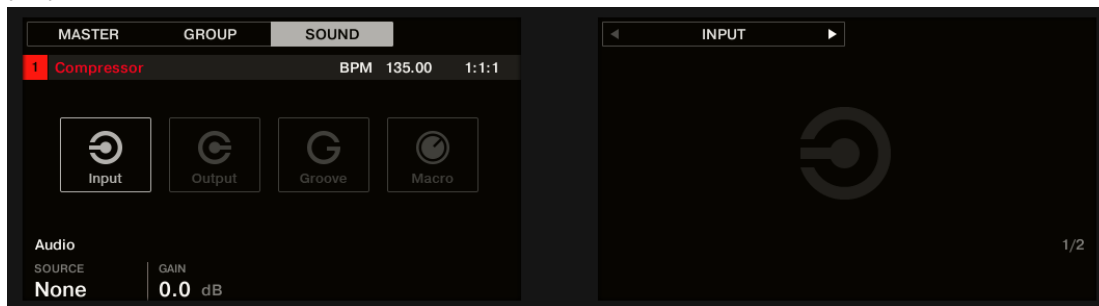 MASTER GROUP SOUND
1 Compressor BPM 135.00 1:1:1
Input Output Groove Macro
Audio
SOURCE GAIN
None 0.0 dB
INPUT
1/2